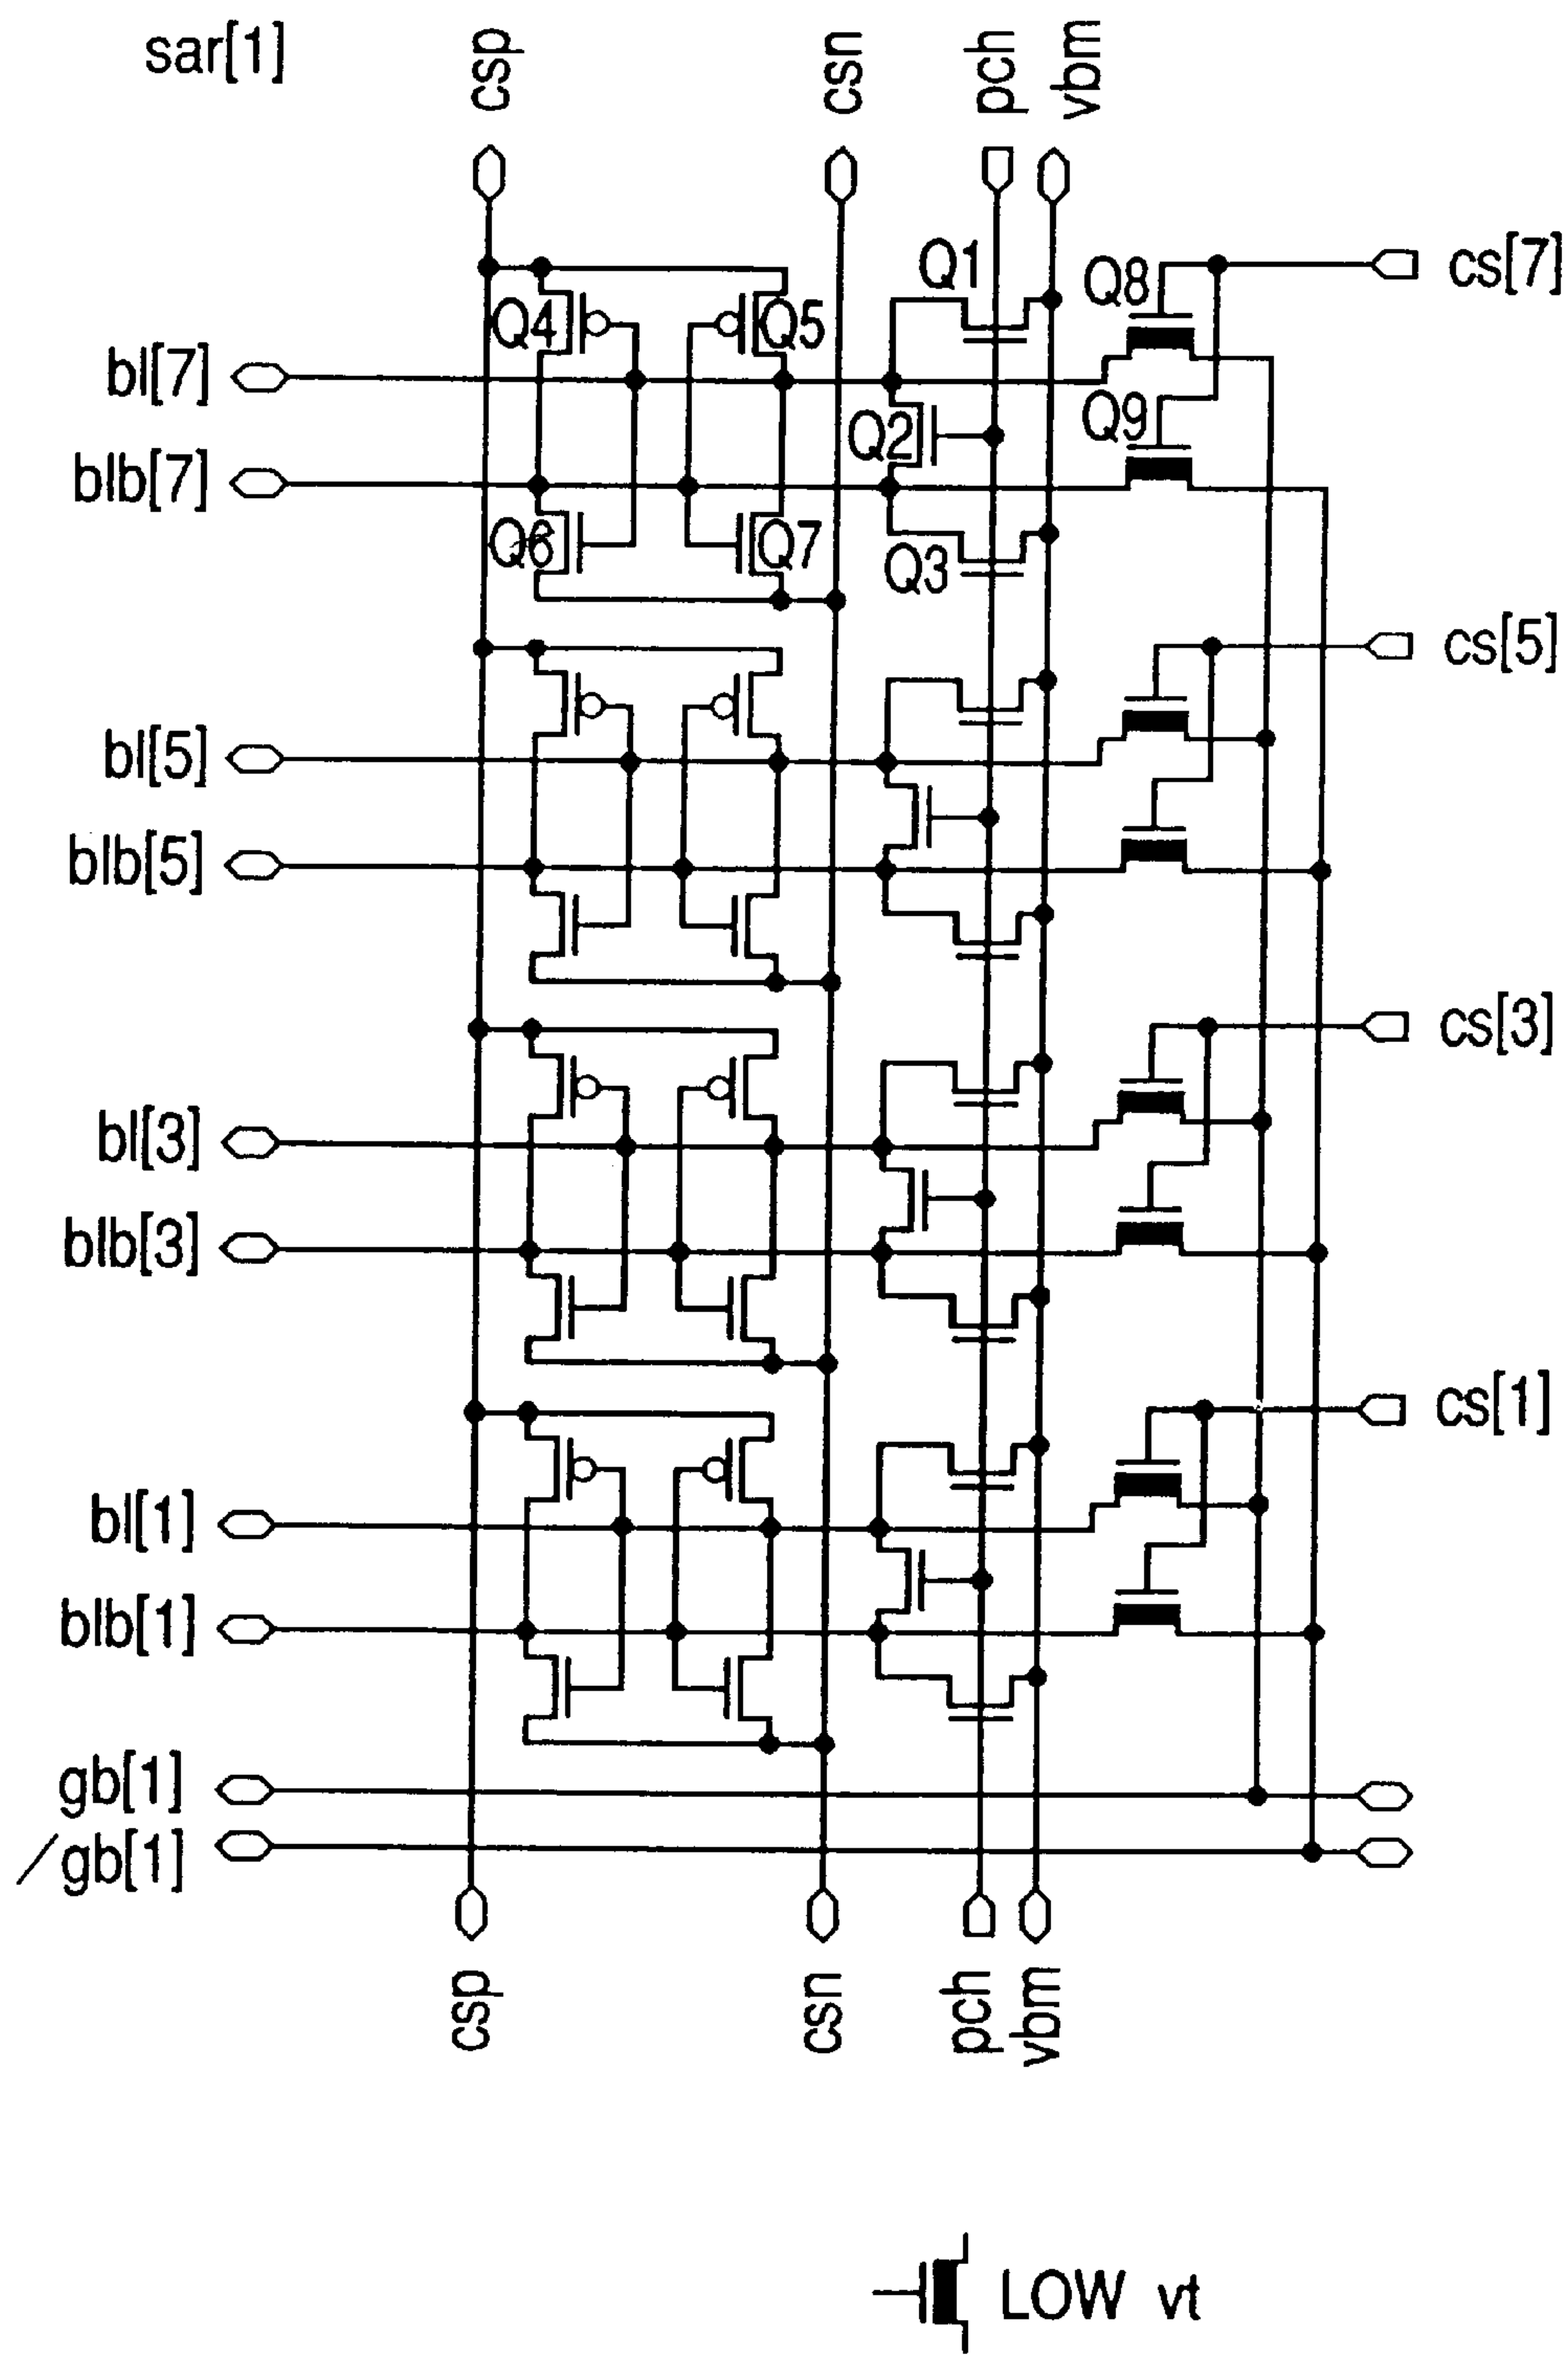 sar[1]
csp
csn
pch
vbm
Q1
Q8
cs[7]
Q4
Q5
bl[7]
Q2
Q9
blb[7]
Q6
Q7
Q3
cs[5]
bl[5]
blb[5]
cs[3]
bl[3]
blb[3]
cs[1]
bl[1]
blb[1]
gb[1]
/gb[1]
csp
csn
pch
vbm
LOW vt